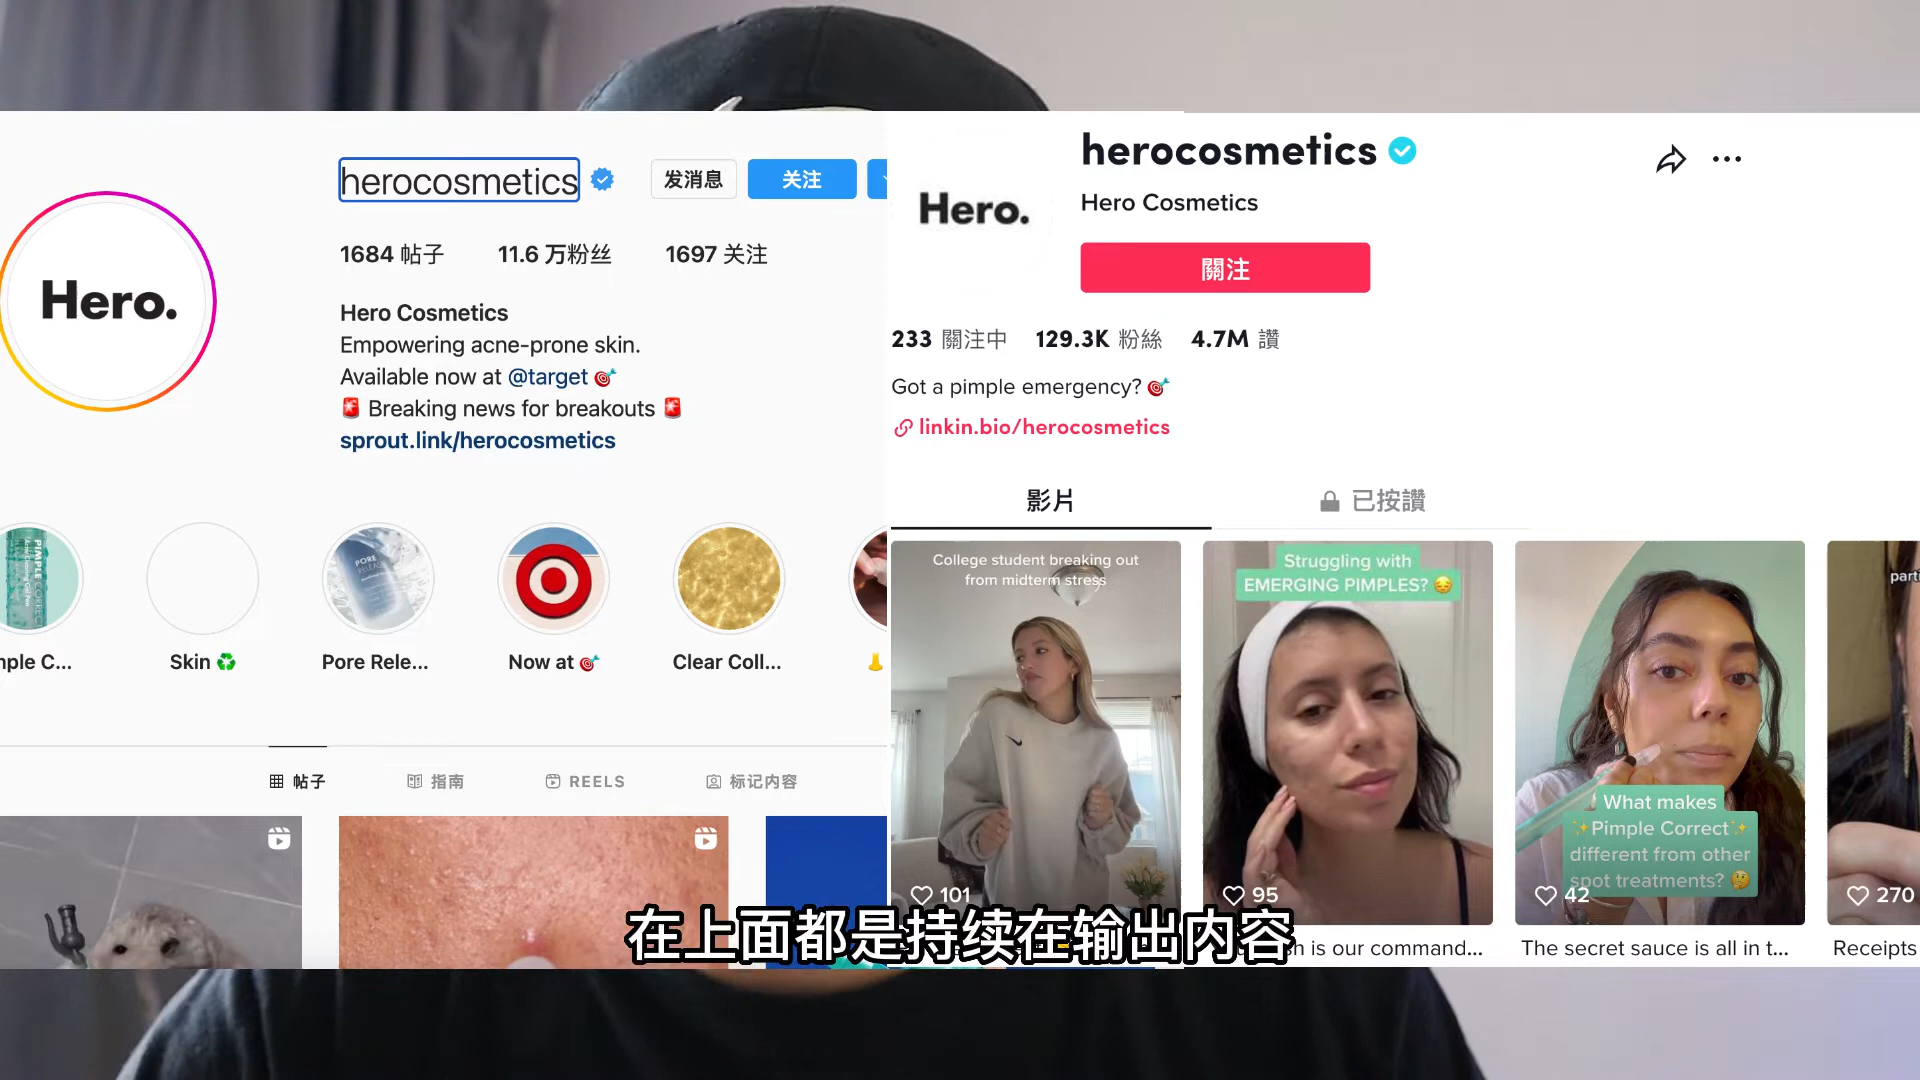 herocosmetics
发消息
关注
1684 帖子
11.6 万粉丝
1697 关注
Hero.
Hero Cosmetics
Empowering acne-prone skin.
Available now at @target 🎯
🚨 Breaking news for breakouts 🚨
sprout.link/herocosmetics
PIMPLE CORRECT
PORE
RELEASE
mple C...
Skin ♻️
Pore Rele...
Now at 🎯
Clear Coll...
帖子
指南
REELS
标记内容
herocosmetics
Hero.
Hero Cosmetics
關注
233 關注中
129.3K 粉絲
4.7M 讚
Got a pimple emergency? 🎯
linkin.bio/herocosmetics
影片
已按讚
College student breaking out
from midterm stress
101
Struggling with
EMERGING PIMPLES? 😔
95
What makes
✨Pimple Correct✨
different from other
spot treatments? 🤔
42
270
is our command...
The secret sauce is all in t...
Receipts
在上面都是持续在输出内容